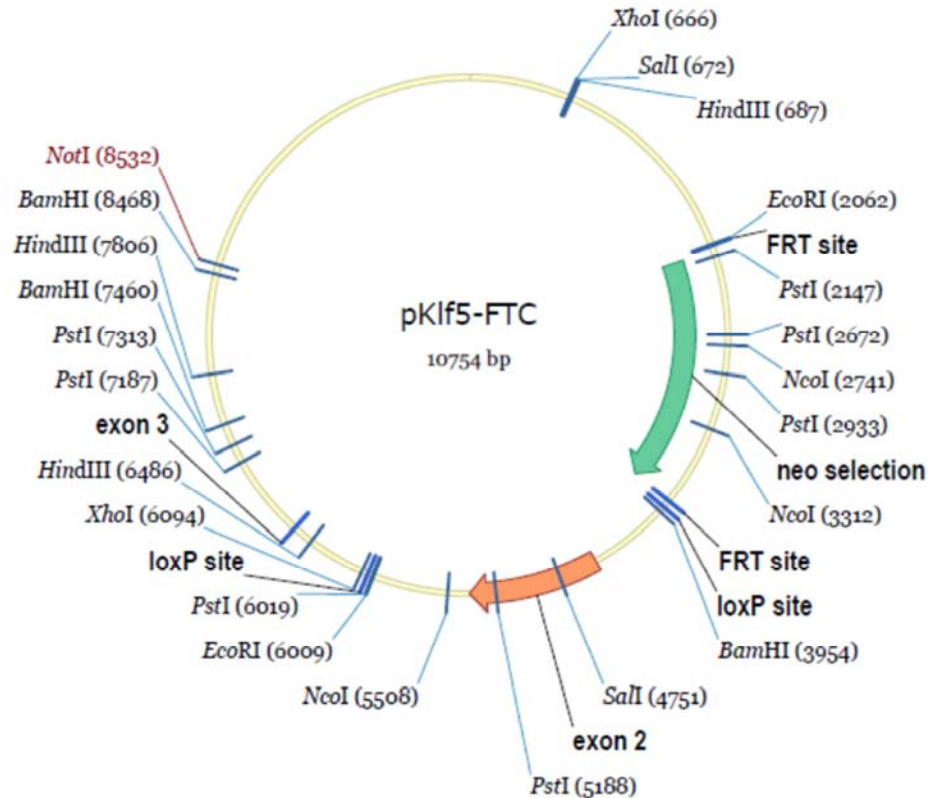 XhoI (666)
SalI (672)
HindIII (687)
NotI (8532)
BamHI (8468)
HindIII (7806)
BamHI (7460)
PstI (7313)
PstI (7187)
exon 3
HindIII (6486)
XhoI (6094)
loxP site
PstI (6019)
EcoRI (6009)
NcoI (5508)
pKlf5-FTC
10754 bp
EcoRI (2062)
FRT site
PstI (2147)
PstI (2672)
NcoI (2741)
PstI (2933)
neo selection
NcoI (3312)
FRT site
loxP site
BamHI (3954)
SalI (4751)
exon 2
PstI (5188)